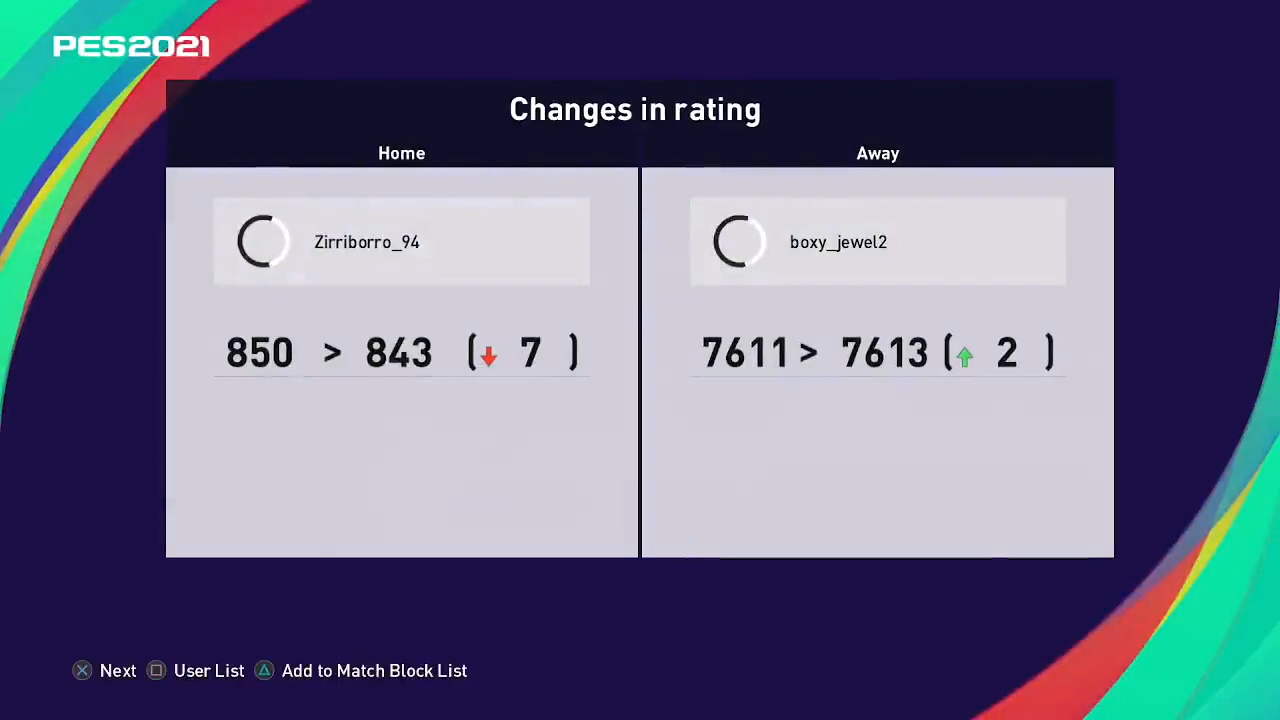 PES2021
Changes in rating
Home
Away
Zirriborro_94
boxy_jewel2
850 > 843 (↓ 7 )
7611 > 7613 (↑ 2 )
Next User List Add to Match Block List